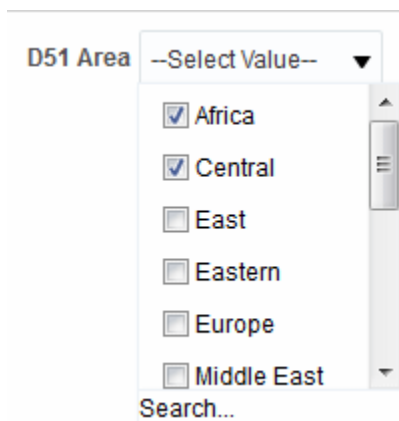 D51 Area --Select Value--
Africa
Central
East
Eastern
Europe
Middle East
Search...